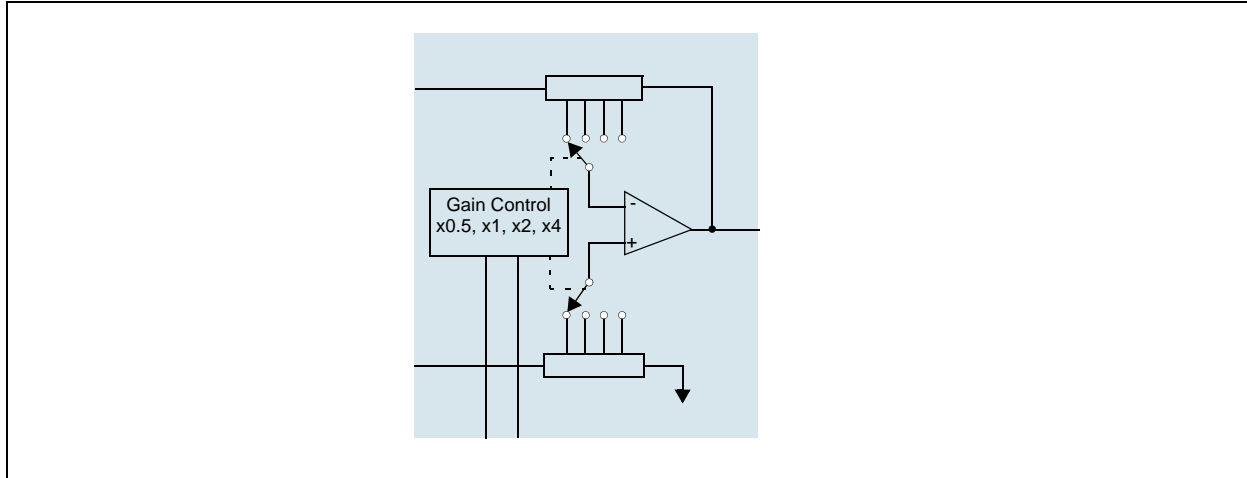 Gain Control
x0.5, x1, x2, x4
-
+